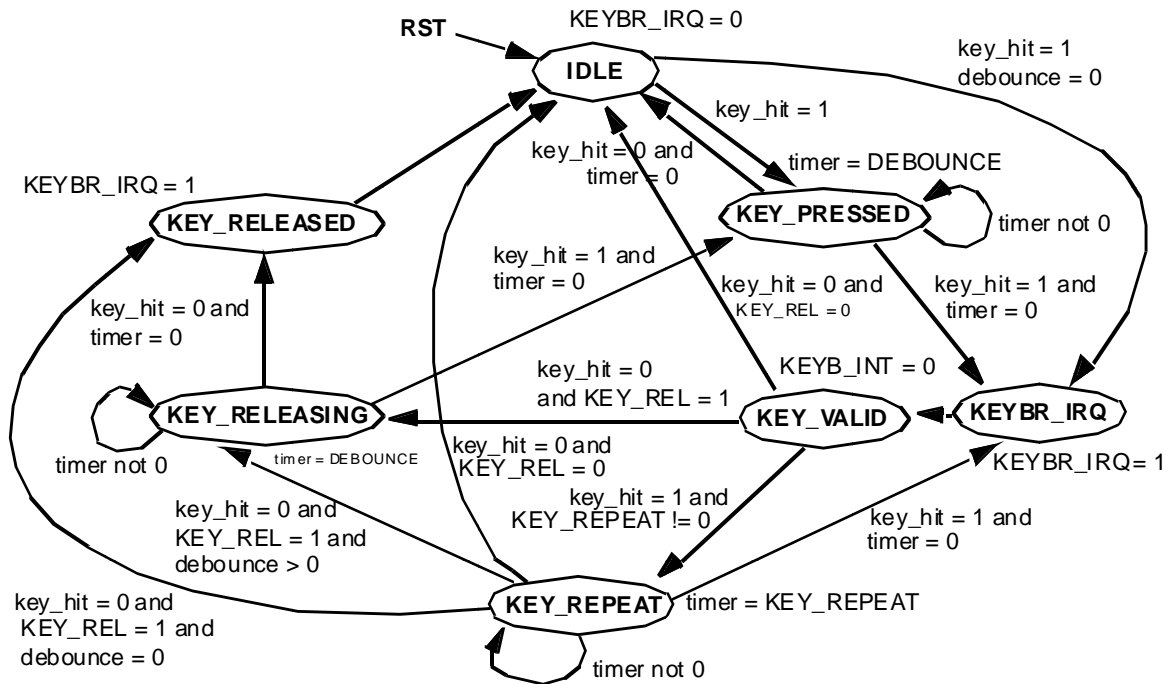 KEYBR_IRQ = 0
RST
IDLE
key_hit = 1
debounce = 0
key_hit = 1
key_hit = 0 and
timer = 0
timer = DEBOUNCE
KEYBR_IRQ = 1
KEY_RELEASED
KEY_PRESSED
timer not 0
key_hit = 1 and
timer = 0
key_hit = 0 and
KEY_REL = 0
key_hit = 1 and
timer = 0
key_hit = 0 and
timer = 0
KEYB_INT = 0
key_hit = 0
and KEY_REL = 1
KEY_RELEASING
KEY_VALID
KEYBR_IRQ
timer not 0
timer = DEBOUNCE
key_hit = 0 and
KEY_REL = 0
KEYBR_IRQ = 1
key_hit = 1 and
KEY_REPEAT != 0
key_hit = 0 and
KEY_REL = 1 and
debounce > 0
key_hit = 1 and
timer = 0
key_hit = 0 and
KEY_REL = 1 and
debounce = 0
KEY_REPEAT
timer = KEY_REPEAT
timer not 0